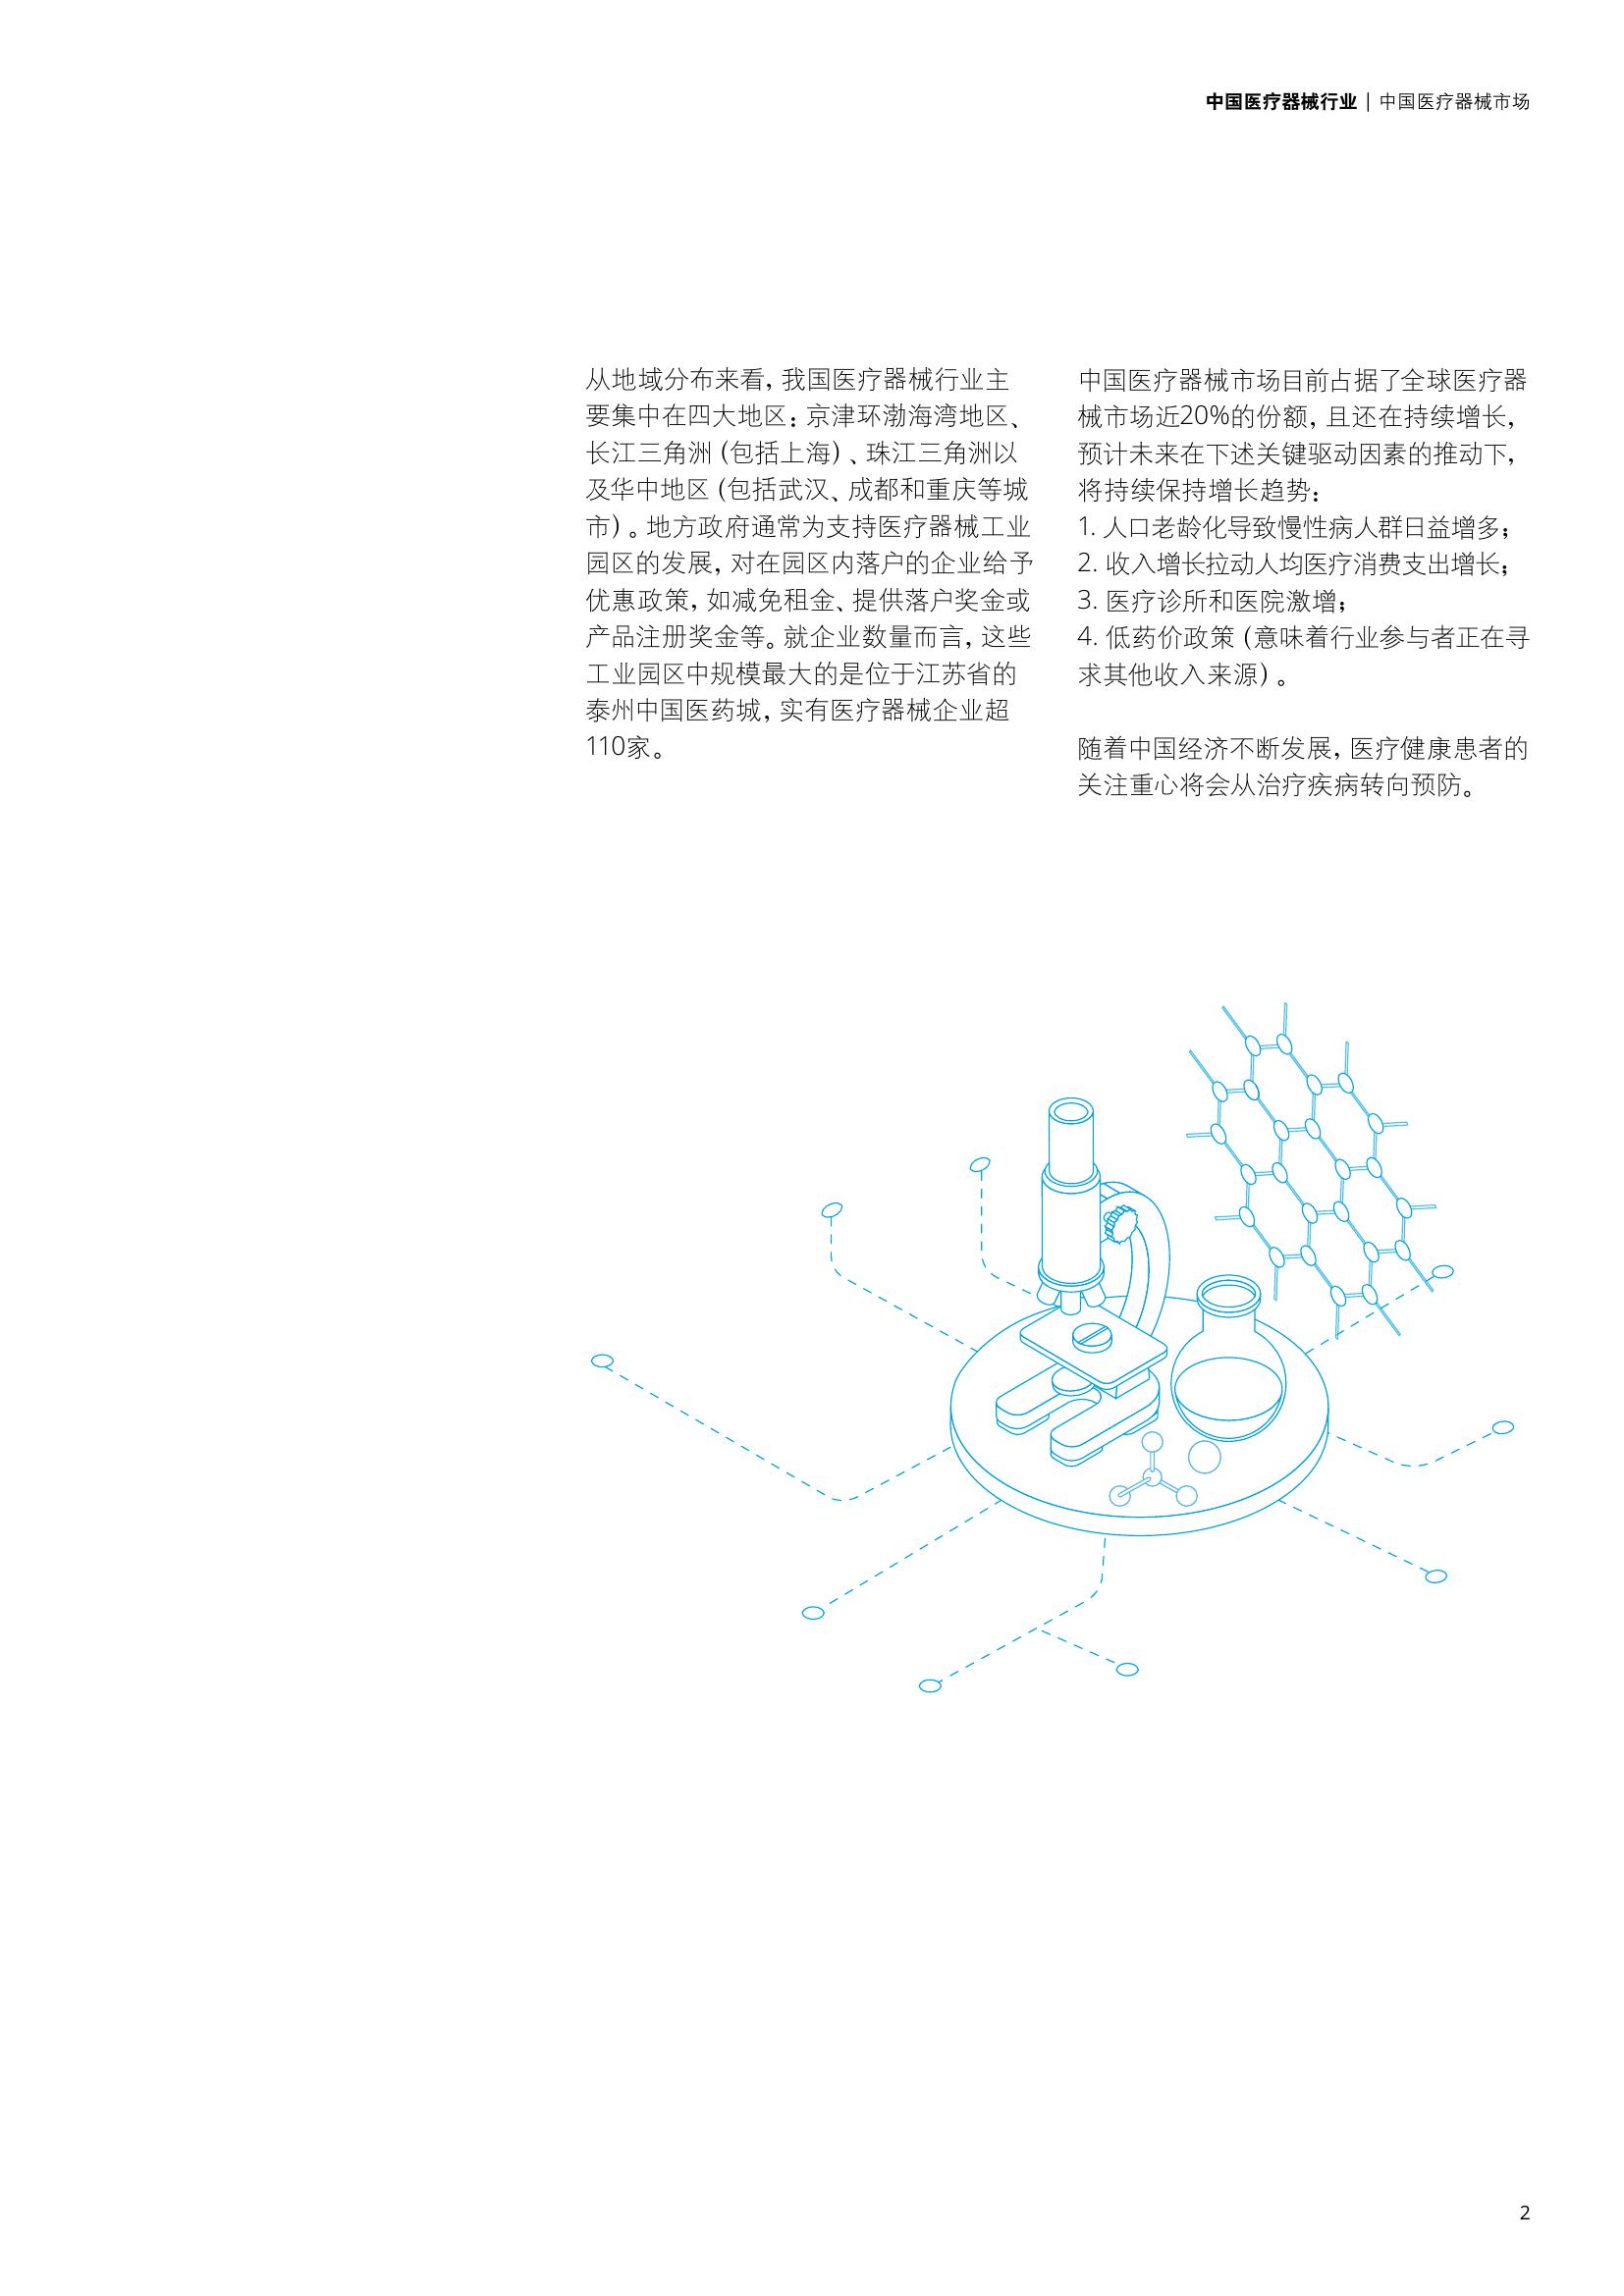 中国医疗器械行业 | 中国医疗器械市场
从地域分布来看，我国医疗器械行业主
要集中在四大地区：京津环渤海湾地区、
长江三角洲（包括上海）、珠江三角洲以
及华中地区（包括武汉、成都和重庆等城
市）。地方政府通常为支持医疗器械工业
园区的发展，对在园区内落户的企业给予
优惠政策，如减免租金、提供落户奖金或
产品注册奖金等。就企业数量而言，这些
工业园区中规模最大的是位于江苏省的
泰州中国医药城，实有医疗器械企业超
110家。
中国医疗器械市场目前占据了全球医疗器
械市场近20%的份额，且还在持续增长，
预计未来在下述关键驱动因素的推动下，
将持续保持增长趋势：
1. 人口老龄化导致慢性病人群日益增多；
2. 收入增长拉动人均医疗消费支出增长；
3. 医疗诊所和医院激增；
4. 低药价政策（意味着行业参与者正在寻
求其他收入来源）。
随着中国经济不断发展，医疗健康患者的
关注重心将会从治疗疾病转向预防。
2